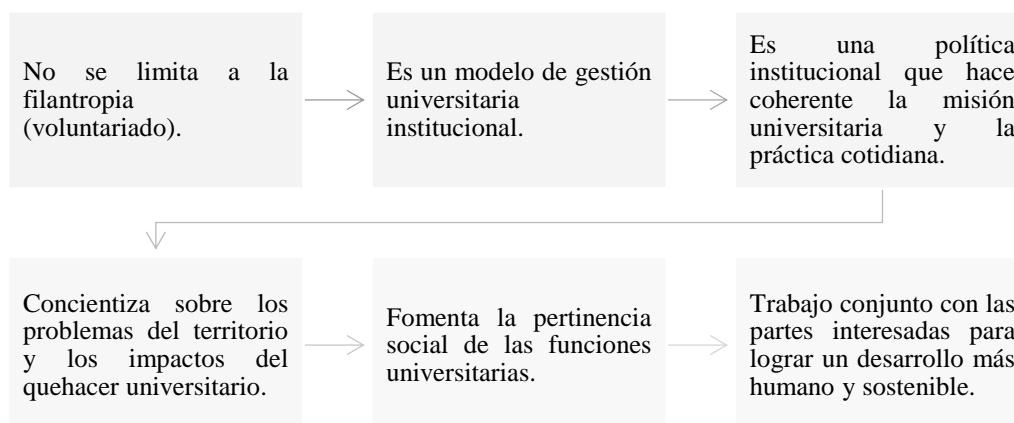 No se limita a la
filantropia
(voluntariado).
Es un modelo de gestión
universitaria
institucional.
Es una política
institucional que hace
coherente la misión
universitaria y la
práctica cotidiana.
Concientiza sobre los
problemas del territorio
y los impactos del
quehacer universitario.
Fomenta la pertinencia
social de las funciones
universitarias.
Trabajo conjunto con las
partes interesadas para
lograr un desarrollo más
humano y sostenible.